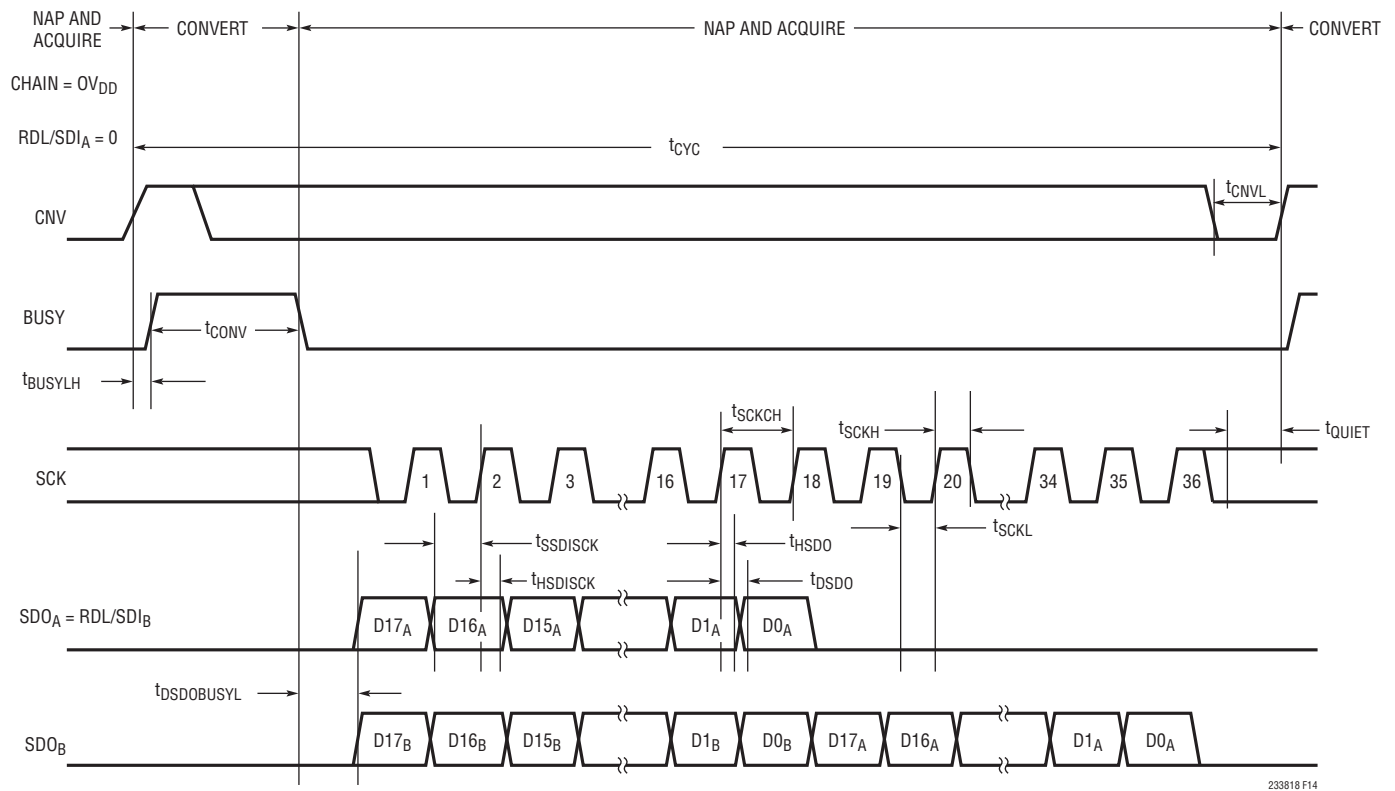 NAP AND ACQUIRE
CONVERT
NAP AND ACQUIRE
CONVERT
CHAIN = OVDD
RDL/SDIA = 0
tCYC
tCNVL
CNV
BUSY
tCONV
tBUSYLH
tSCKCH
tSCKH
tQUIET
SCK
1 2 3 16 17 18 19 20 34 35 36
tSSDISCK
tHSDO
tSCKL
tHSDISCK
tDSDO
SDOA = RDL/SDIB
D17A D16A D15A D1A D0A
tDSDOBUSYL
SDOB
D17B D16B D15B D1B D0B D17A D16A D1A D0A
233818 F14